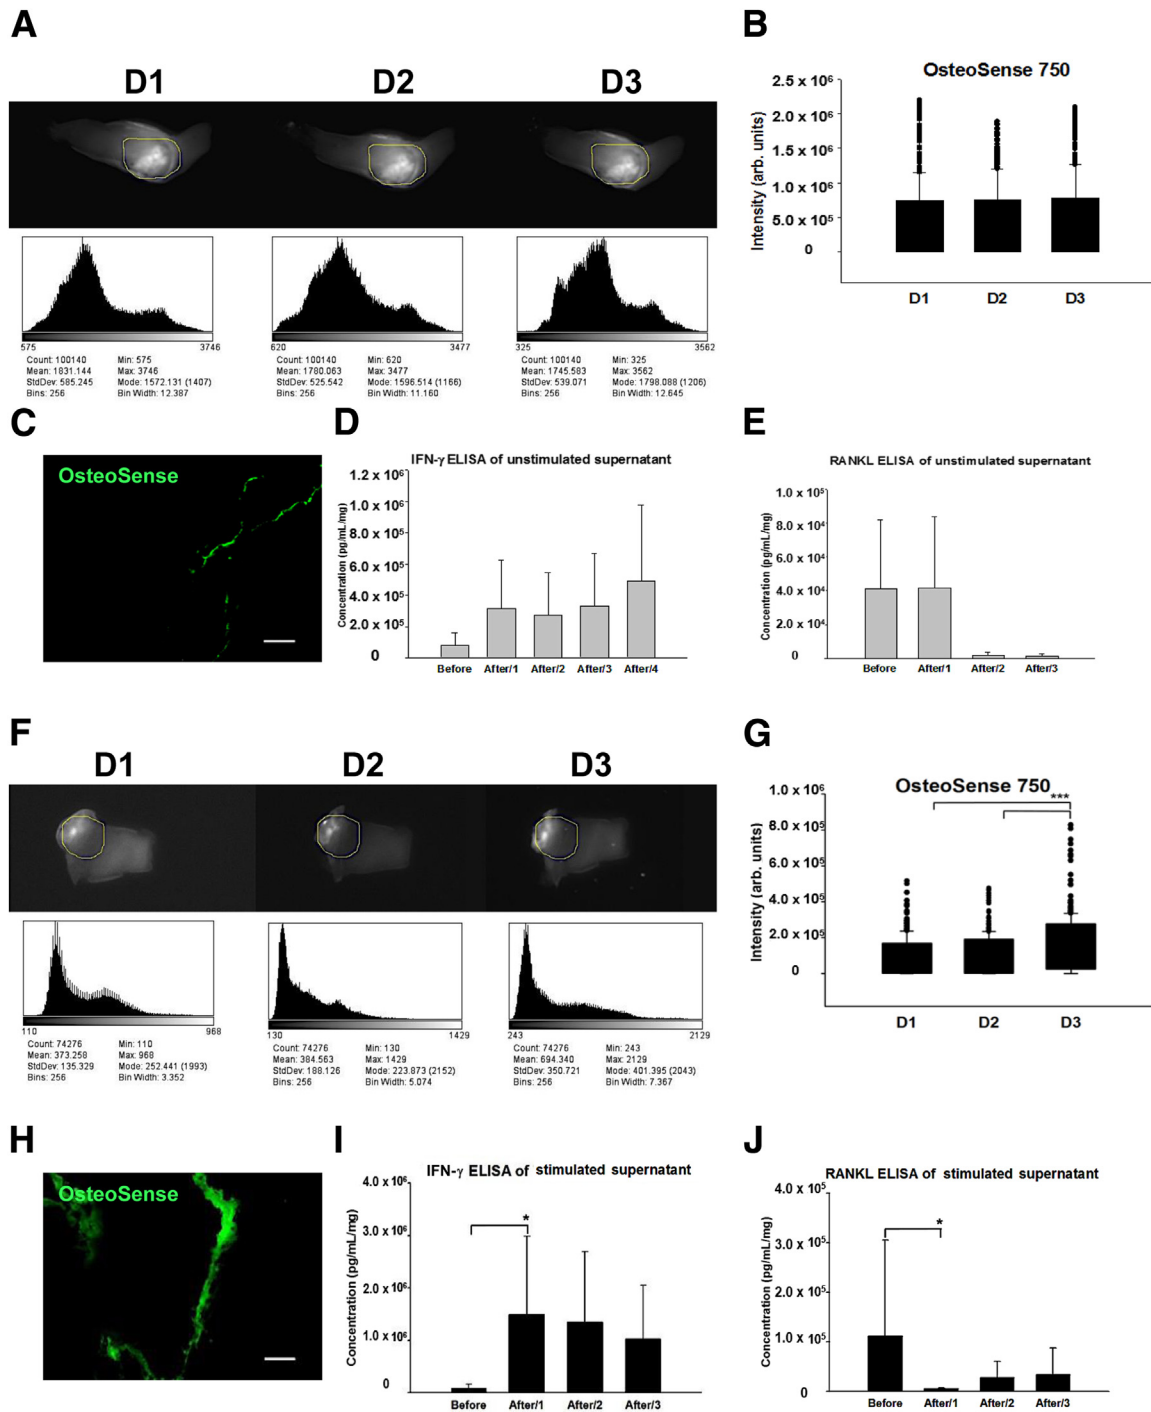 A
D1
D2
D3
575
3746
Count: 100140
Min: 575
Mean: 1831.144
Max: 3746
StdDev: 585.245
Mode: 1572.131 (1407)
Bins: 256
Bin Width: 12.387
620
3477
Count: 100140
Min: 620
Mean: 1780.063
Max: 3477
StdDev: 525.542
Mode: 1596.514 (1166)
Bins: 256
Bin Width: 11.160
325
3562
Count: 100140
Min: 325
Mean: 1745.583
Max: 3562
StdDev: 539.071
Mode: 1798.088 (1206)
Bins: 256
Bin Width: 12.645
B
OsteoSense 750
Intensity (arb. units)
2.5 x 10⁶
2.0 x 10⁶
1.5 x 10⁶
1.0 x 10⁶
5.0 x 10⁵
0
D1
D2
D3
C
OsteoSense
D
IFN-γ ELISA of unstimulated supernatant
Concentration (pg/mL/mg)
1.2 x 10⁶
1.0 x 10⁶
8.0 x 10⁵
6.0 x 10⁵
4.0 x 10⁵
2.0 x 10⁵
0
Before
After/1
After/2
After/3
After/4
E
RANKL ELISA of unstimulated supernatant
Concentration (pg/mL/mg)
1.0 x 10⁵
8.0 x 10⁴
6.0 x 10⁴
4.0 x 10⁴
2.0 x 10⁴
0
Before
After/1
After/2
After/3
F
D1
D2
D3
110
968
Count: 74276
Min: 110
Mean: 373.258
Max: 968
StdDev: 135.329
Mode: 252.441 (1993)
Bins: 256
Bin Width: 3.352
130
1429
Count: 74276
Min: 130
Mean: 384.563
Max: 1429
StdDev: 188.126
Mode: 223.873 (2152)
Bins: 256
Bin Width: 5.074
243
2129
Count: 74276
Min: 243
Mean: 694.340
Max: 2129
StdDev: 350.721
Mode: 401.395 (2043)
Bins: 256
Bin Width: 7.367
G
OsteoSense 750
***
Intensity (arb. units)
1.0 x 10⁶
8.0 x 10⁵
6.0 x 10⁵
4.0 x 10⁵
2.0 x 10⁵
0
D1
D2
D3
H
OsteoSense
I
IFN-γ ELISA of stimulated supernatant
*
Concentration (pg/mL/mg)
4.0 x 10⁶
3.0 x 10⁶
2.0 x 10⁶
1.0 x 10⁶
0
Before
After/1
After/2
After/3
J
RANKL ELISA of stimulated supernatant
*
Concentration (pg/mL/mg)
4.0 x 10⁵
3.0 x 10⁵
2.0 x 10⁵
1.0 x 10⁵
0
Before
After/1
After/2
After/3